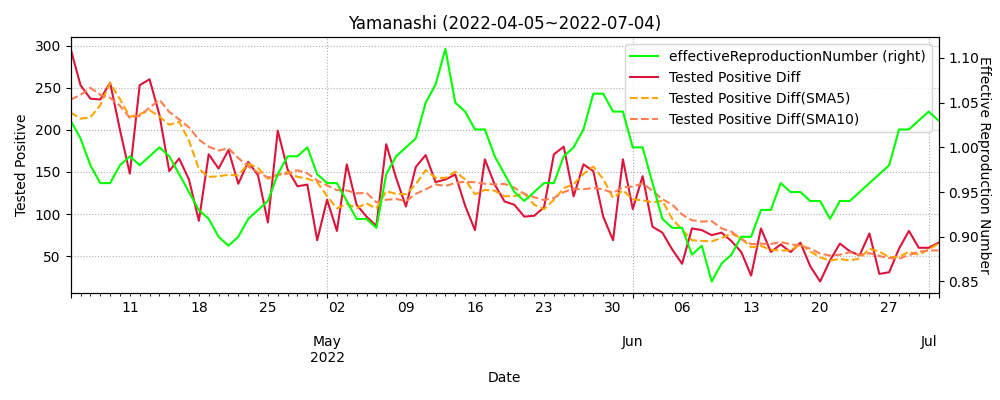 Yamanashi (2022-04-05~2022-07-04)
Tested Positive
300
250
200
150
100
50
effectiveReproductionNumber (right)
Tested Positive Diff
Tested Positive Diff(SMA5)
Tested Positive Diff(SMA10)
1.10
1.05
1.00
0.95
0.90
0.85
Effective Reproduction Number
11 18 25 02 09 16 23 30 06 13 20 27
May Jun Jul
2022
Date